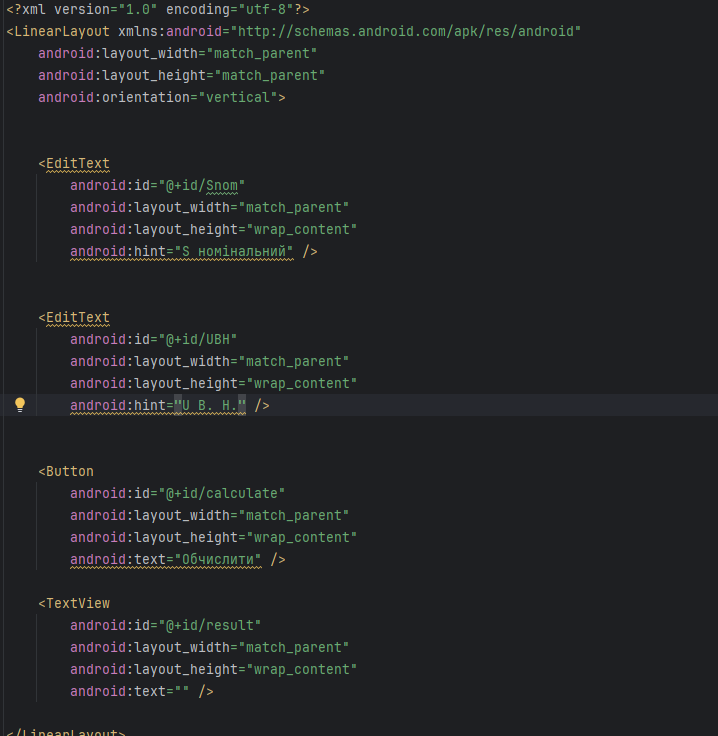 <?xml version="1.0" encoding="utf-8"?>
<LinearLayout xmlns:android="http://schemas.android.com/apk/res/android"
    android:layout_width="match_parent"
    android:layout_height="match_parent"
    android:orientation="vertical">
    <EditText
        android:id="@+id/Snom"
        android:layout_width="match_parent"
        android:layout_height="wrap_content"
        android:hint="S номінальний" />
    <EditText
        android:id="@+id/UBH"
        android:layout_width="match_parent"
        android:layout_height="wrap_content"
        android:hint="U В. Н." />
    <Button
        android:id="@+id/calculate"
        android:layout_width="match_parent"
        android:layout_height="wrap_content"
        android:text="Обчислити" />
    <TextView
        android:id="@+id/result"
        android:layout_width="match_parent"
        android:layout_height="wrap_content"
        android:text="" />
</LinearLayout>